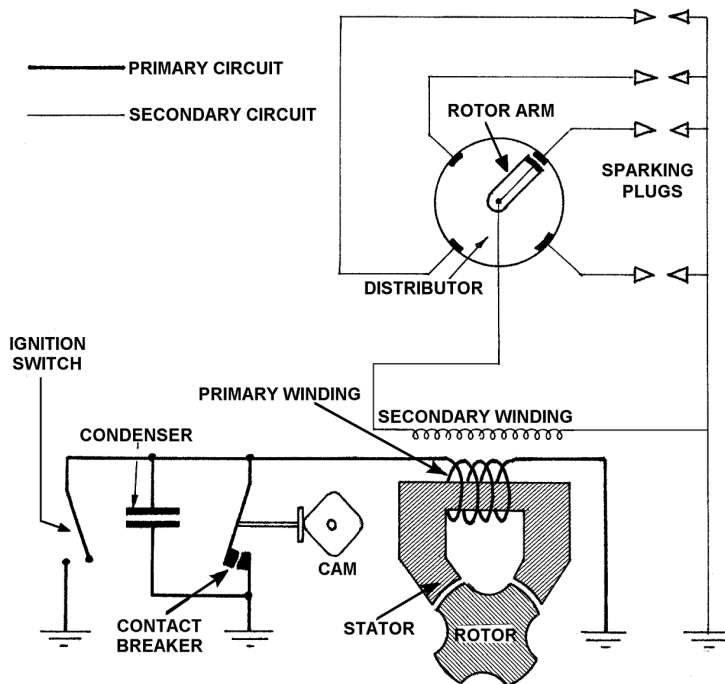 PRIMARY CIRCUIT
SECONDARY CIRCUIT
ROTOR ARM
SPARKING
PLUGS
DISTRIBUTOR
IGNITION
SWITCH
PRIMARY WINDING
SECONDARY WINDING
CONDENSER
CAM
CONTACT
BREAKER
STATOR
ROTOR